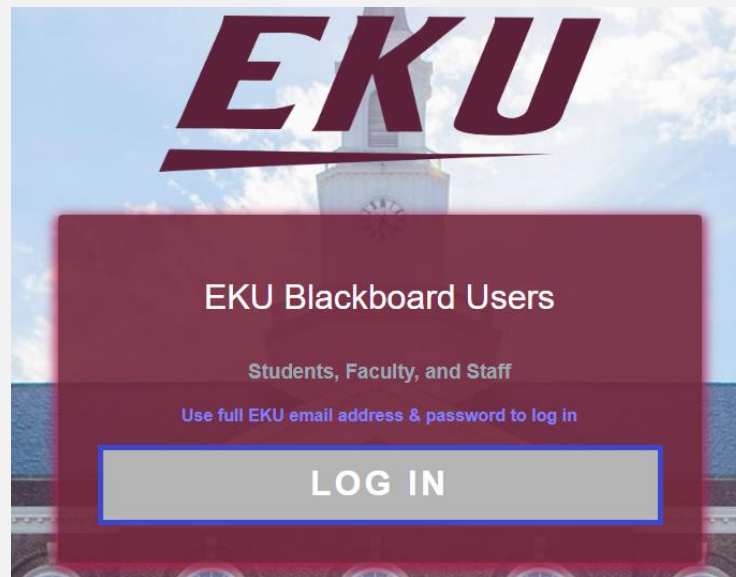 EKU
EKU Blackboard Users
Students, Faculty, and Staff
Use full EKU email address & password to log in
LOG IN